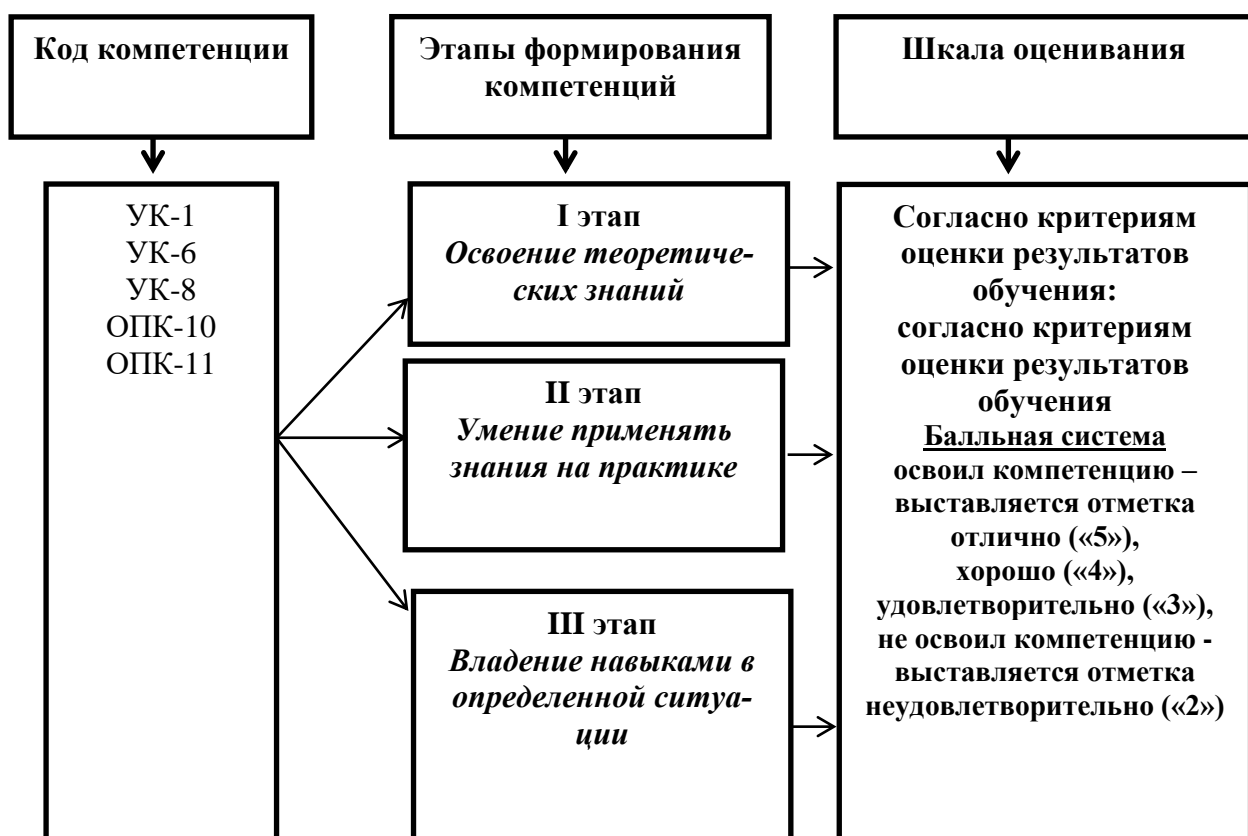 Код компетенции
Этапы формирования
компетенций
Шкала оценивания
УК-1
УК-6
УК-8
ОПК-10
ОПК-11
I этап
Освоение теоретиче-
ских знаний
II этап
Умение применять
знания на практике
III этап
Владение навыками в
определенной ситуа-
ции
Согласно критериям
оценки результатов
обучения:
согласно критериям
оценки результатов
обучения
Балльная система
освоил компетенцию –
выставляется отметка
отлично («5»),
хорошо («4»),
удовлетворительно («3»),
не освоил компетенцию -
выставляется отметка
неудовлетворительно («2»)